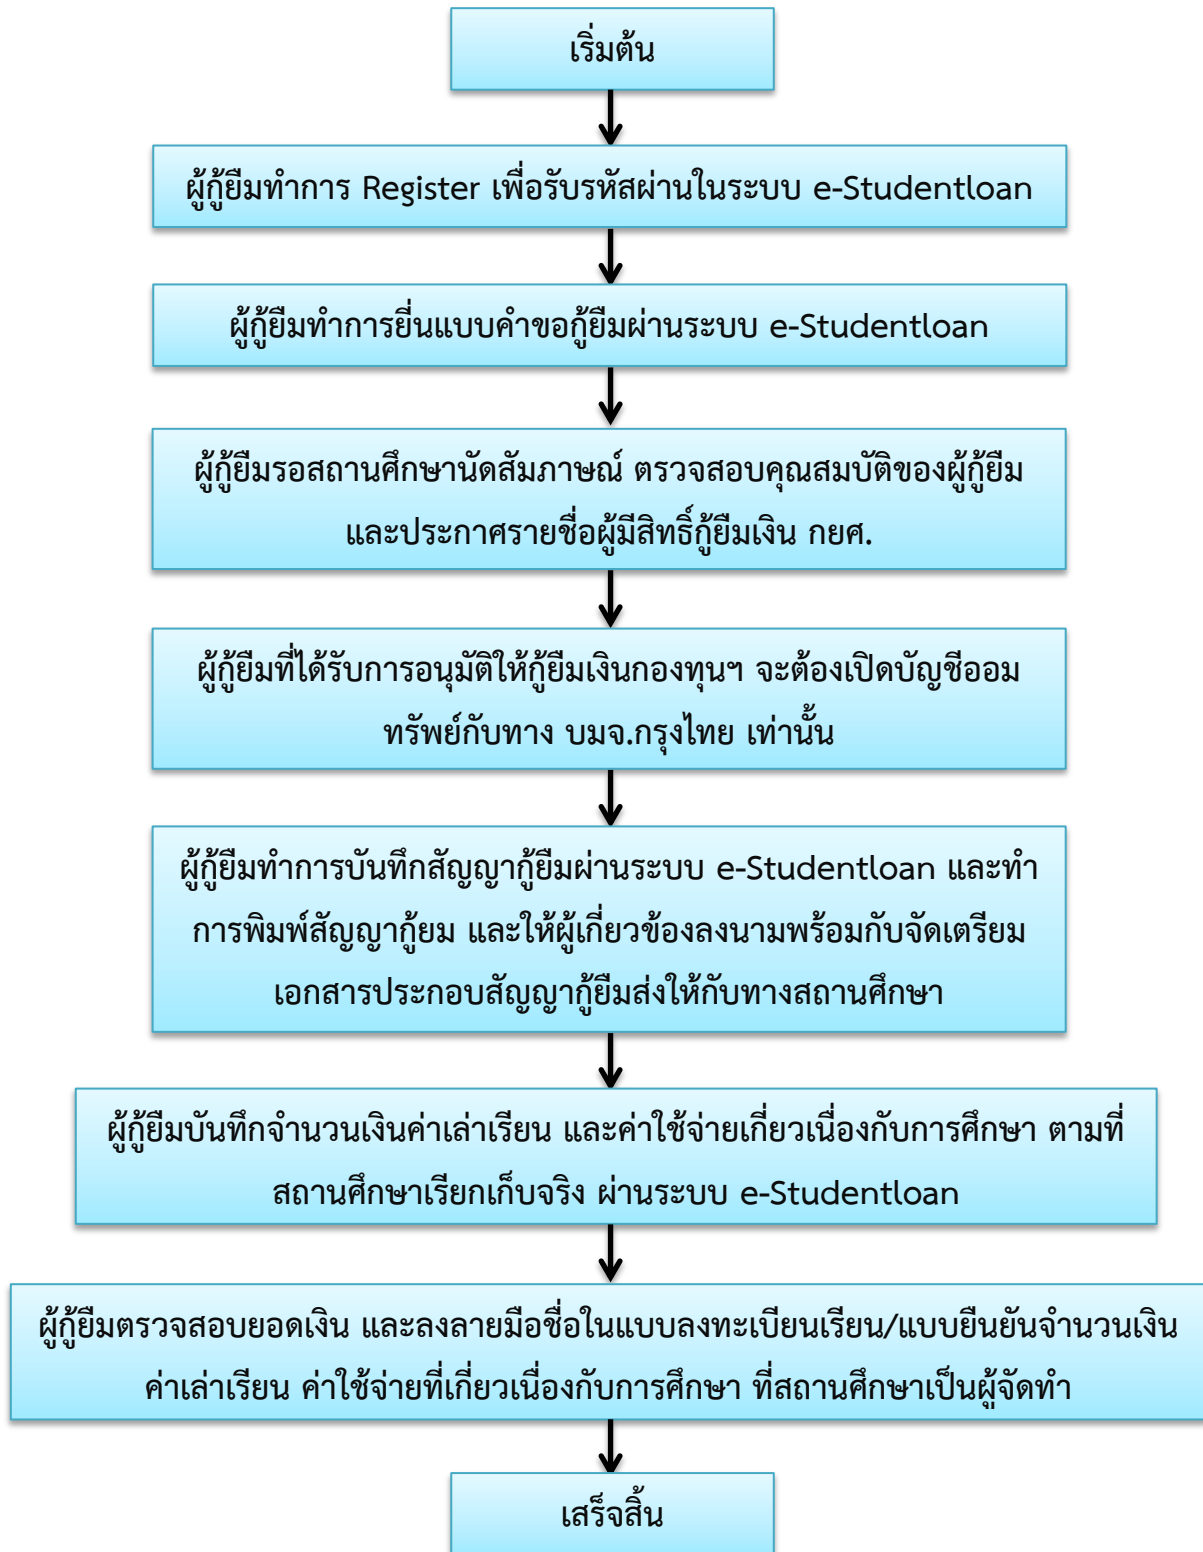 เริ่มต้น
ผู้กู้ยืมทำการ Register เพื่อรับรหัสผ่านในระบบ e-Studentloan
ผู้กู้ยืมทำการยี่นแบบคำขอกู้ยืมผ่านระบบ e-Studentloan
ผู้กู้ยืมรอสถานศึกษานัดสัมภาษณ์ ตรวจสอบคุณสมบัติของผู้กู้ยืม
และประกาศรายชื่อผู้มีสิทธิ์กู้ยืมเงิน กยศ.
ผู้กู้ยืมที่ได้รับการอนุมัติให้กู้ยืมเงินกองทุนฯ จะต้องเปิดบัญชีออม
ทรัพย์กับทาง บมจ.กรุงไทย เท่านั้น
ผู้กู้ยืมทำการบันทึกสัญญากู้ยืมผ่านระบบ e-Studentloan และทำ
การพิมพ์สัญญากู้ยม และให้ผู้เกี่ยวข้องลงนามพร้อมกับจัดเตรียม
เอกสารประกอบสัญญากู้ยืมส่งให้กับทางสถานศึกษา
ผู้กู้ยืมบันทึกจำนวนเงินค่าเล่าเรียน และค่าใช้จ่ายเกี่ยวเนื่องกับการศึกษา ตามที่
สถานศึกษาเรียกเก็บจริง ผ่านระบบ e-Studentloan
ผู้กู้ยืมตรวจสอบยอดเงิน และลงลายมือชื่อในแบบลงทะเบียนเรียน/แบบยืนยันจำนวนเงิน
ค่าเล่าเรียน ค่าใช้จ่ายที่เกี่ยวเนื่องกับการศึกษา ที่สถานศึกษาเป็นผู้จัดทำ
เสร็จสิ้น